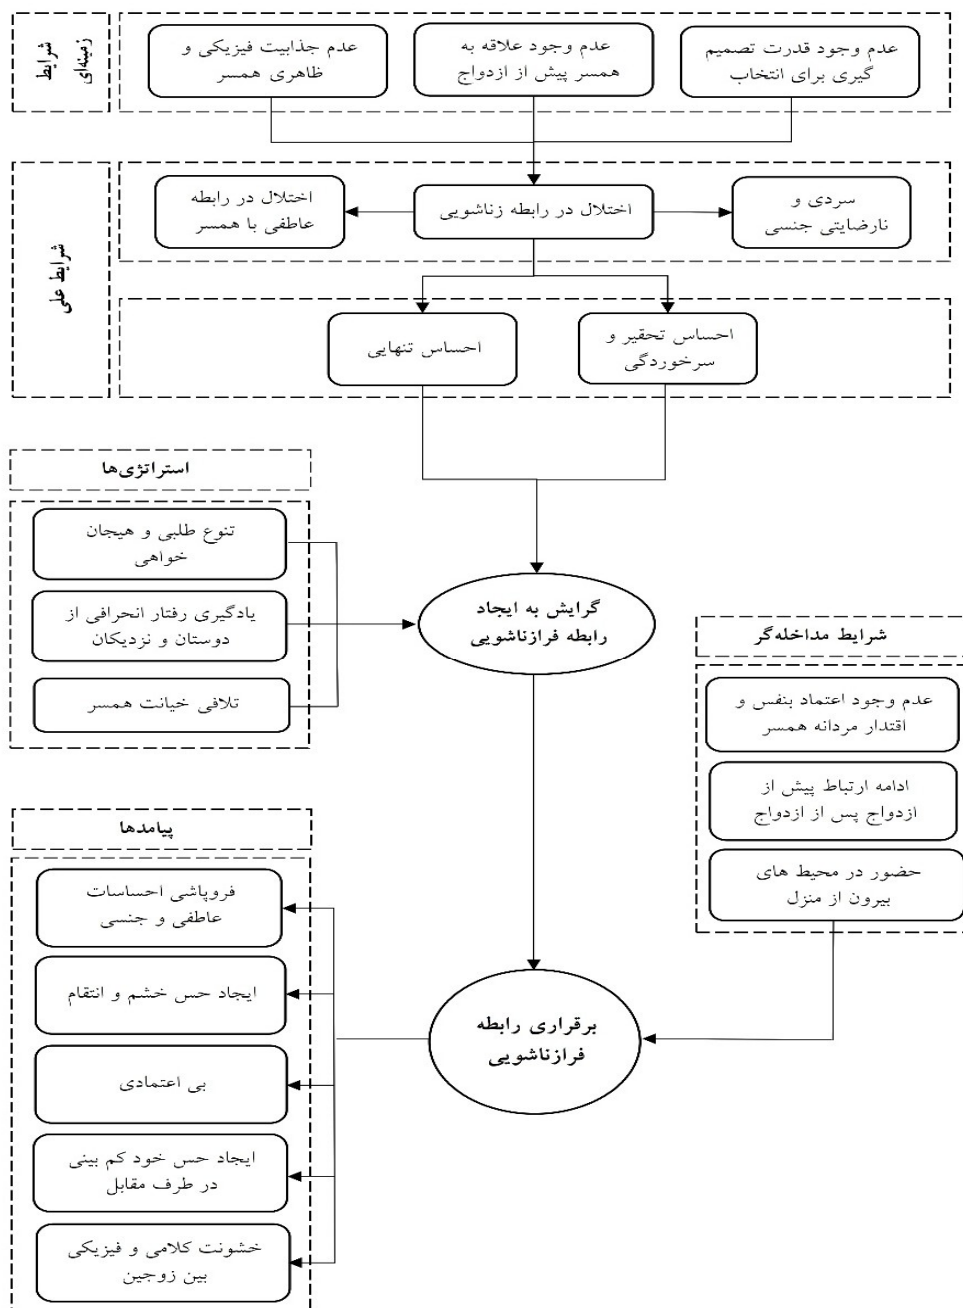 شرایط
زمینه‌ای
عدم وجود قدرت تصمیم
گیری برای انتخاب
عدم وجود علاقه به
همسر پیش از ازدواج
عدم جذابیت فیزیکی و
ظاهری همسر
شرایط علی
سردی و
نارضایتی جنسی
اختلال در رابطه زناشویی
اختلال در رابطه
عاطفی با همسر
احساس تحقیر و
سرخوردگی
احساس تنهایی
استراتژی‌ها
تنوع طلبی و هیجان
خواهی
یادگیری رفتار انحرافی از
دوستان و نزدیکان
تلافی خیانت همسر
گرایش به ایجاد
رابطه فرازناشویی
شرایط مداخله‌گر
عدم وجود اعتماد بنفس و
اقتدار مردانه همسر
ادامه ارتباط پیش از
ازدواج پس از ازدواج
حضور در محیط های
بیرون از منزل
برقراری رابطه
فرازناشویی
پیامدها
فروپاشی احساسات
عاطفی و جنسی
ایجاد حس خشم و انتقام
بی اعتمادی
ایجاد حس خود کم بینی
در طرف مقابل
خشونت کلامی و فیزیکی
بین زوجین